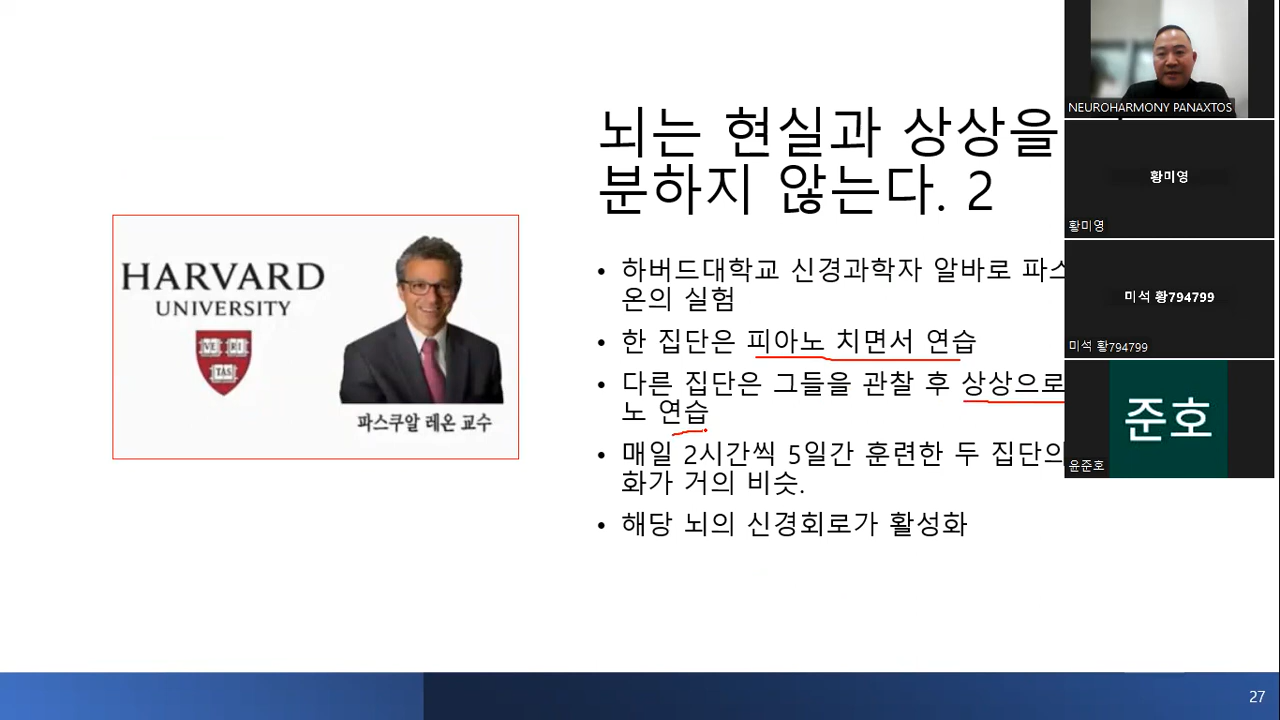 뇌는 현실과 상상을
분하지 않는다. 2
HARVARD
UNIVERSITY
VE RI
TAS
파스쿠알 레온 교수
• 하버드대학교 신경과학자 알바로 파스
온의 실험
• 한 집단은 피아노 치면서 연습
• 다른 집단은 그들을 관찰 후 상상으로
노 연습
• 매일 2시간씩 5일간 훈련한 두 집단의
화가 거의 비슷.
• 해당 뇌의 신경회로가 활성화
27
NEUROHARMONY PANAXTOS
황미영
황미영
미석 황794799
미석 황794799
준호
윤준호